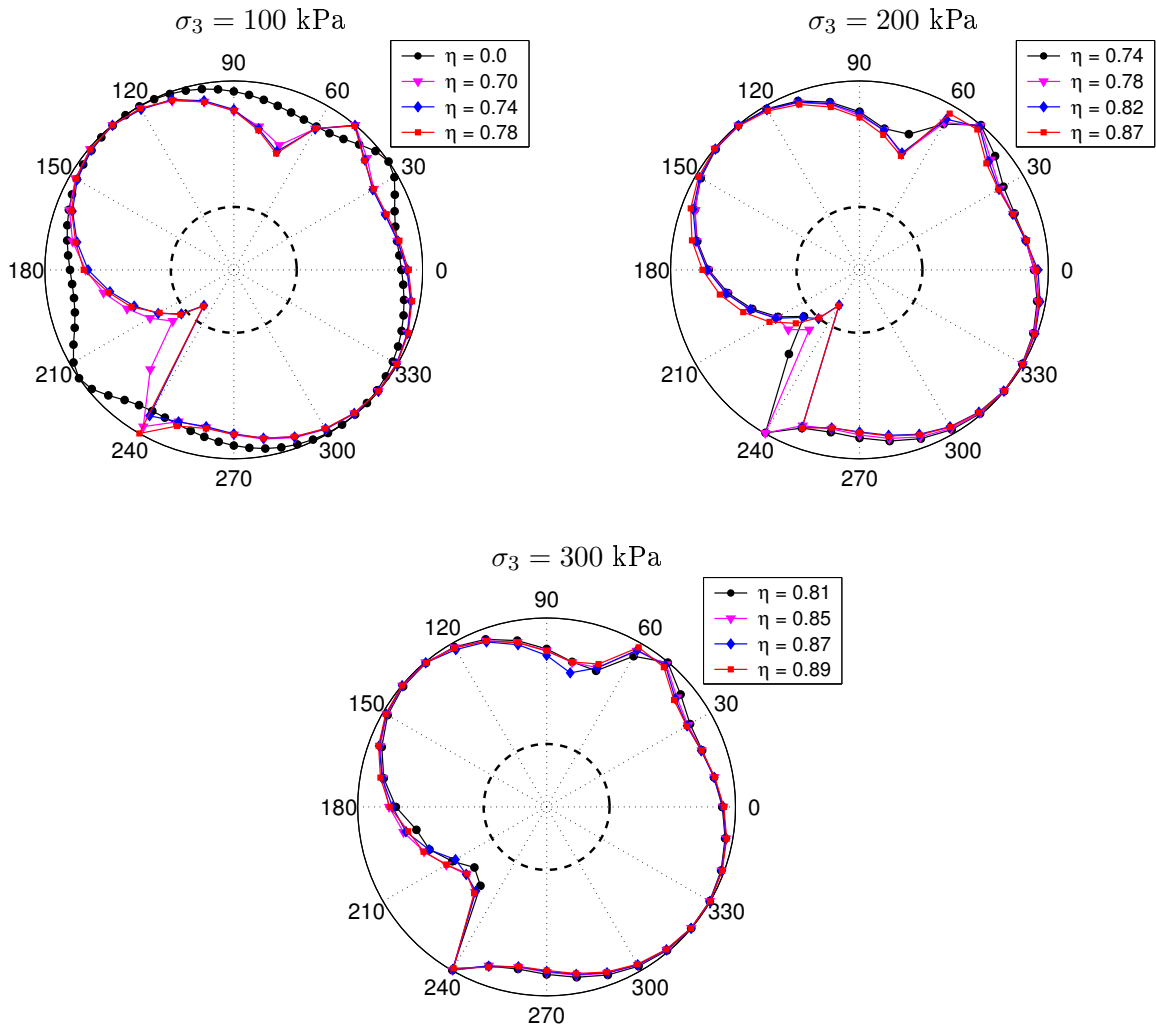 σ₃ = 100 kPa
η = 0.0
η = 0.70
η = 0.74
η = 0.78
90
60
30
0
330
300
270
240
210
180
150
120
σ₃ = 200 kPa
η = 0.74
η = 0.78
η = 0.82
η = 0.87
90
60
30
0
330
300
270
240
210
180
150
120
σ₃ = 300 kPa
η = 0.81
η = 0.85
η = 0.87
η = 0.89
90
60
30
0
330
300
270
240
210
180
150
120